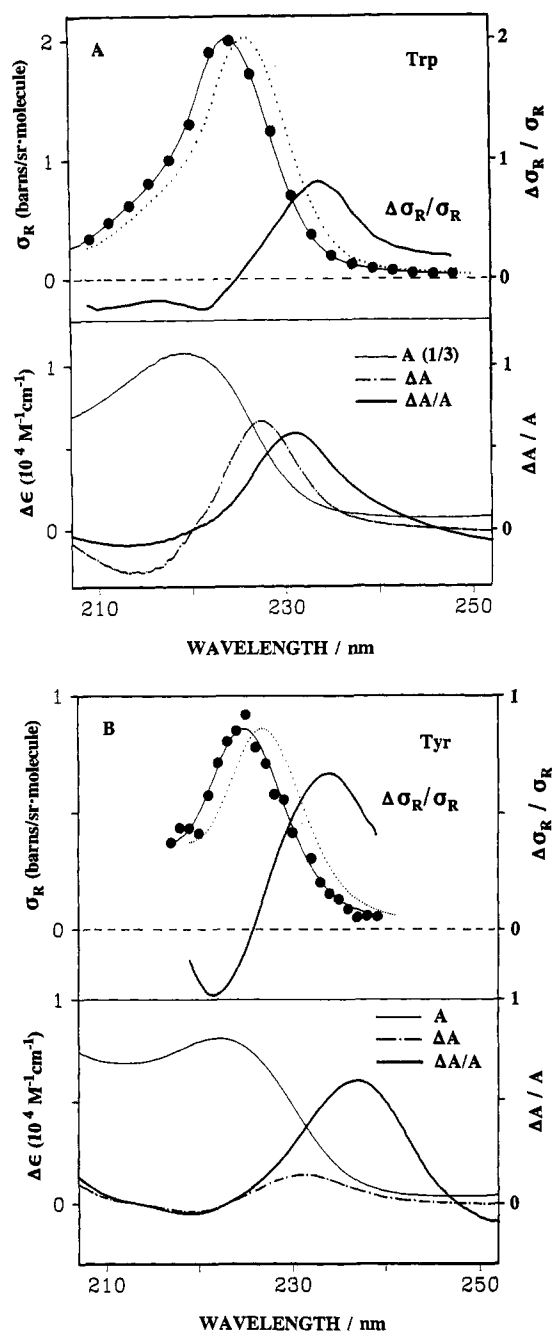 A
Trp
σR (barns/sr·molecule)
2
1
0
ΔσR/σR
2
1
0
ΔσR / σR
A (1/3)
ΔA
ΔA/A
Δϵ (10⁴ M⁻¹cm⁻¹)
1
0
1
0
ΔA / A
210 230 250
WAVELENGTH / nm
B
Tyr
σR (barns/sr·molecule)
1
0
ΔσR/σR
1
0
ΔσR / σR
A
ΔA
ΔA/A
Δϵ (10⁴ M⁻¹cm⁻¹)
1
0
1
0
ΔA / A
210 230 250
WAVELENGTH / nm